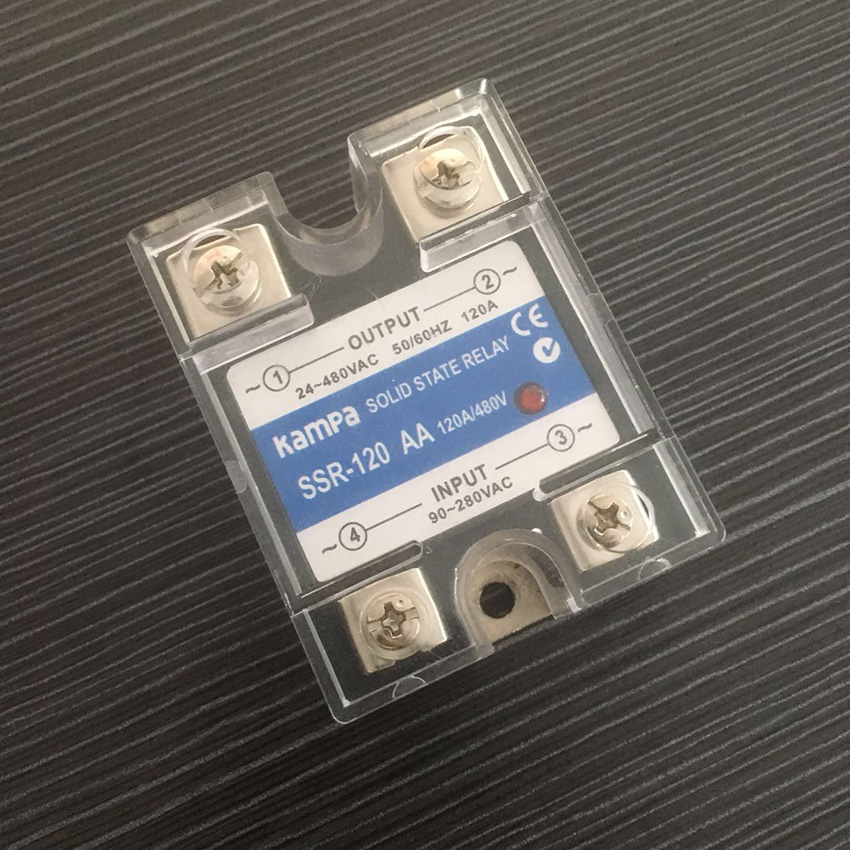 ~ 1 OUTPUT 2 ~
24~480VAC 50/60HZ 120A
CE
KAMPA SOLID STATE RELAY
SSR-120 AA 120A/480V
~ 4 INPUT 3 ~
90~280VAC